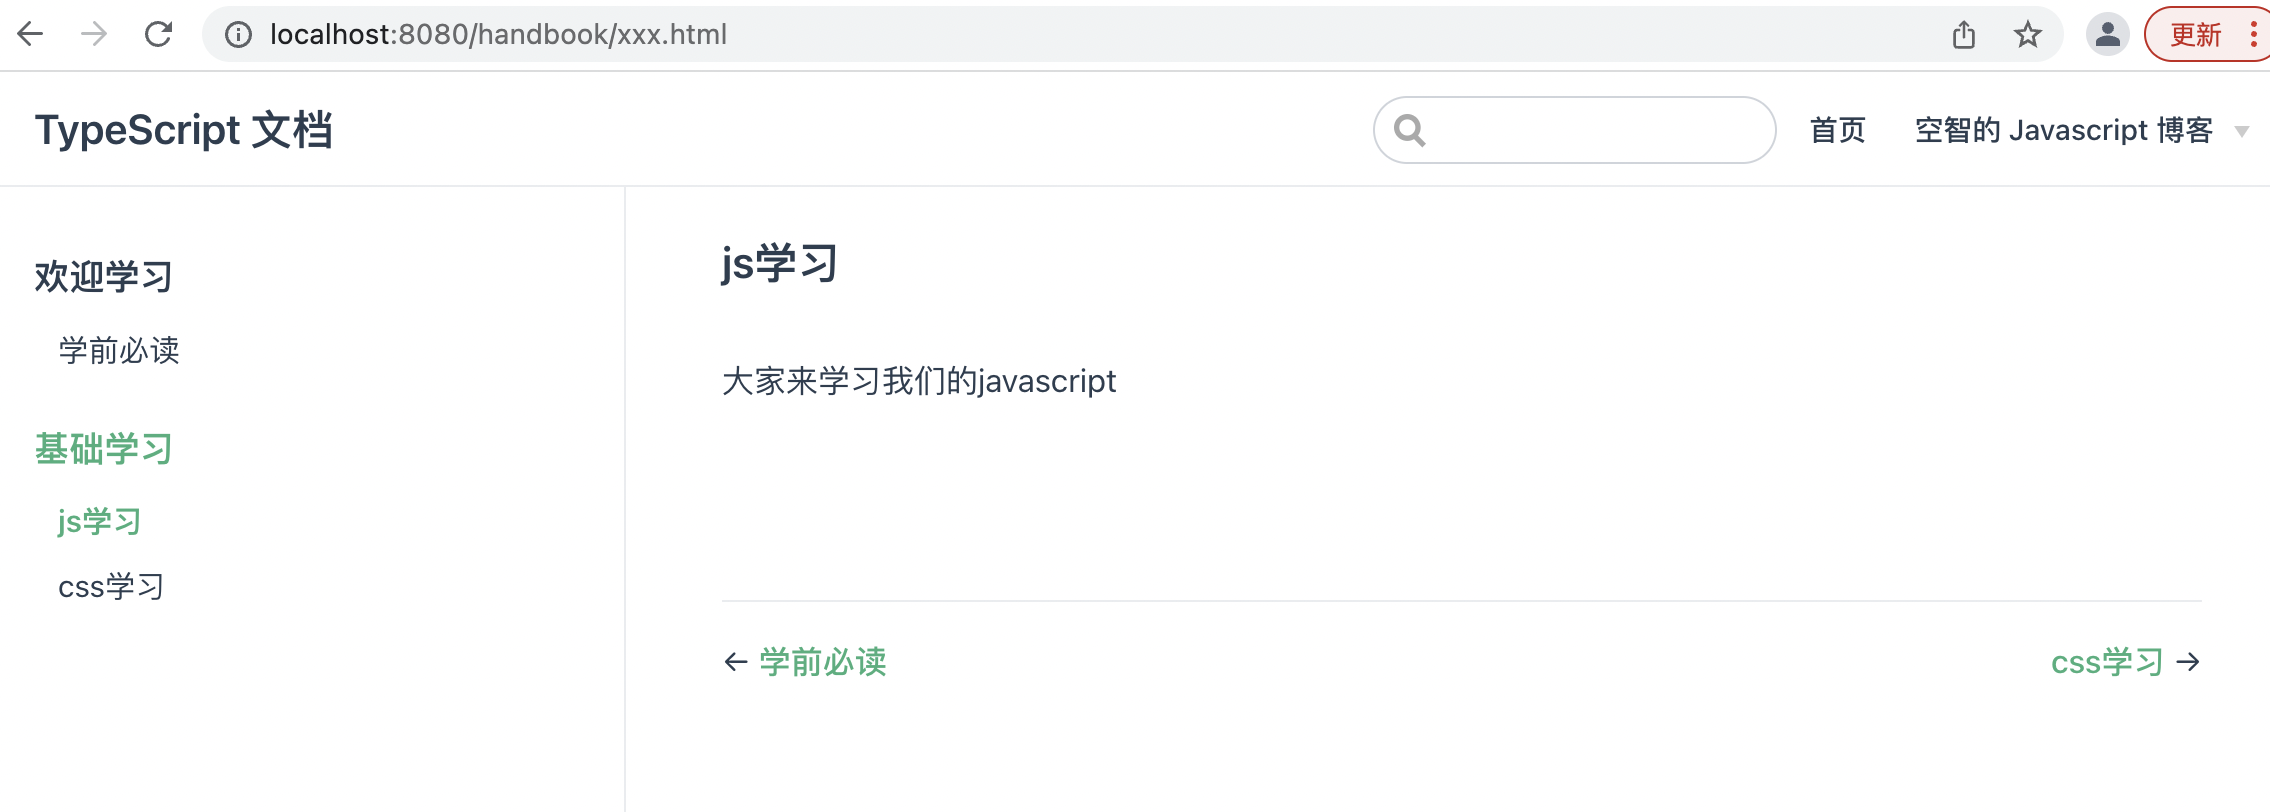 localhost:8080/handbook/xxx.html
更新
TypeScript 文档
首页
空智的 Javascript 博客
欢迎学习
学前必读
基础学习
js学习
css学习
js学习
大家来学习我们的javascript
← 学前必读
css学习 →